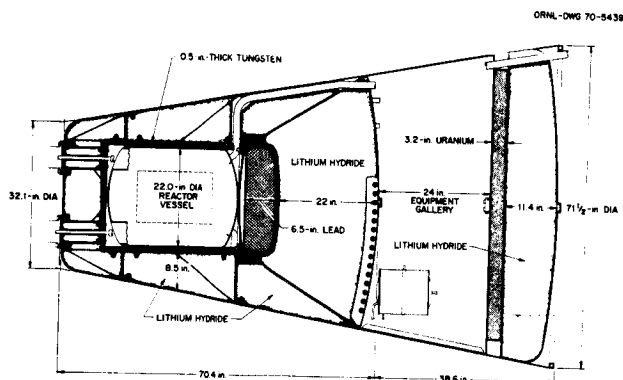 ORNL-DWG 70-5439
0.5 in.-THICK TUNGSTEN
LITHIUM HYDRIDE
3.2-in. URANIUM
32.1-in. DIA
22.0-in. DIA
REACTOR
VESSEL
22 in.
24 in.
EQUIPMENT
GALLERY
11.4 in.
71 1/2-in. DIA
6.5-in. LEAD
LITHIUM HYDRIDE
8.5 in.
LITHIUM HYDRIDE
70.4 in.
38.6 in.